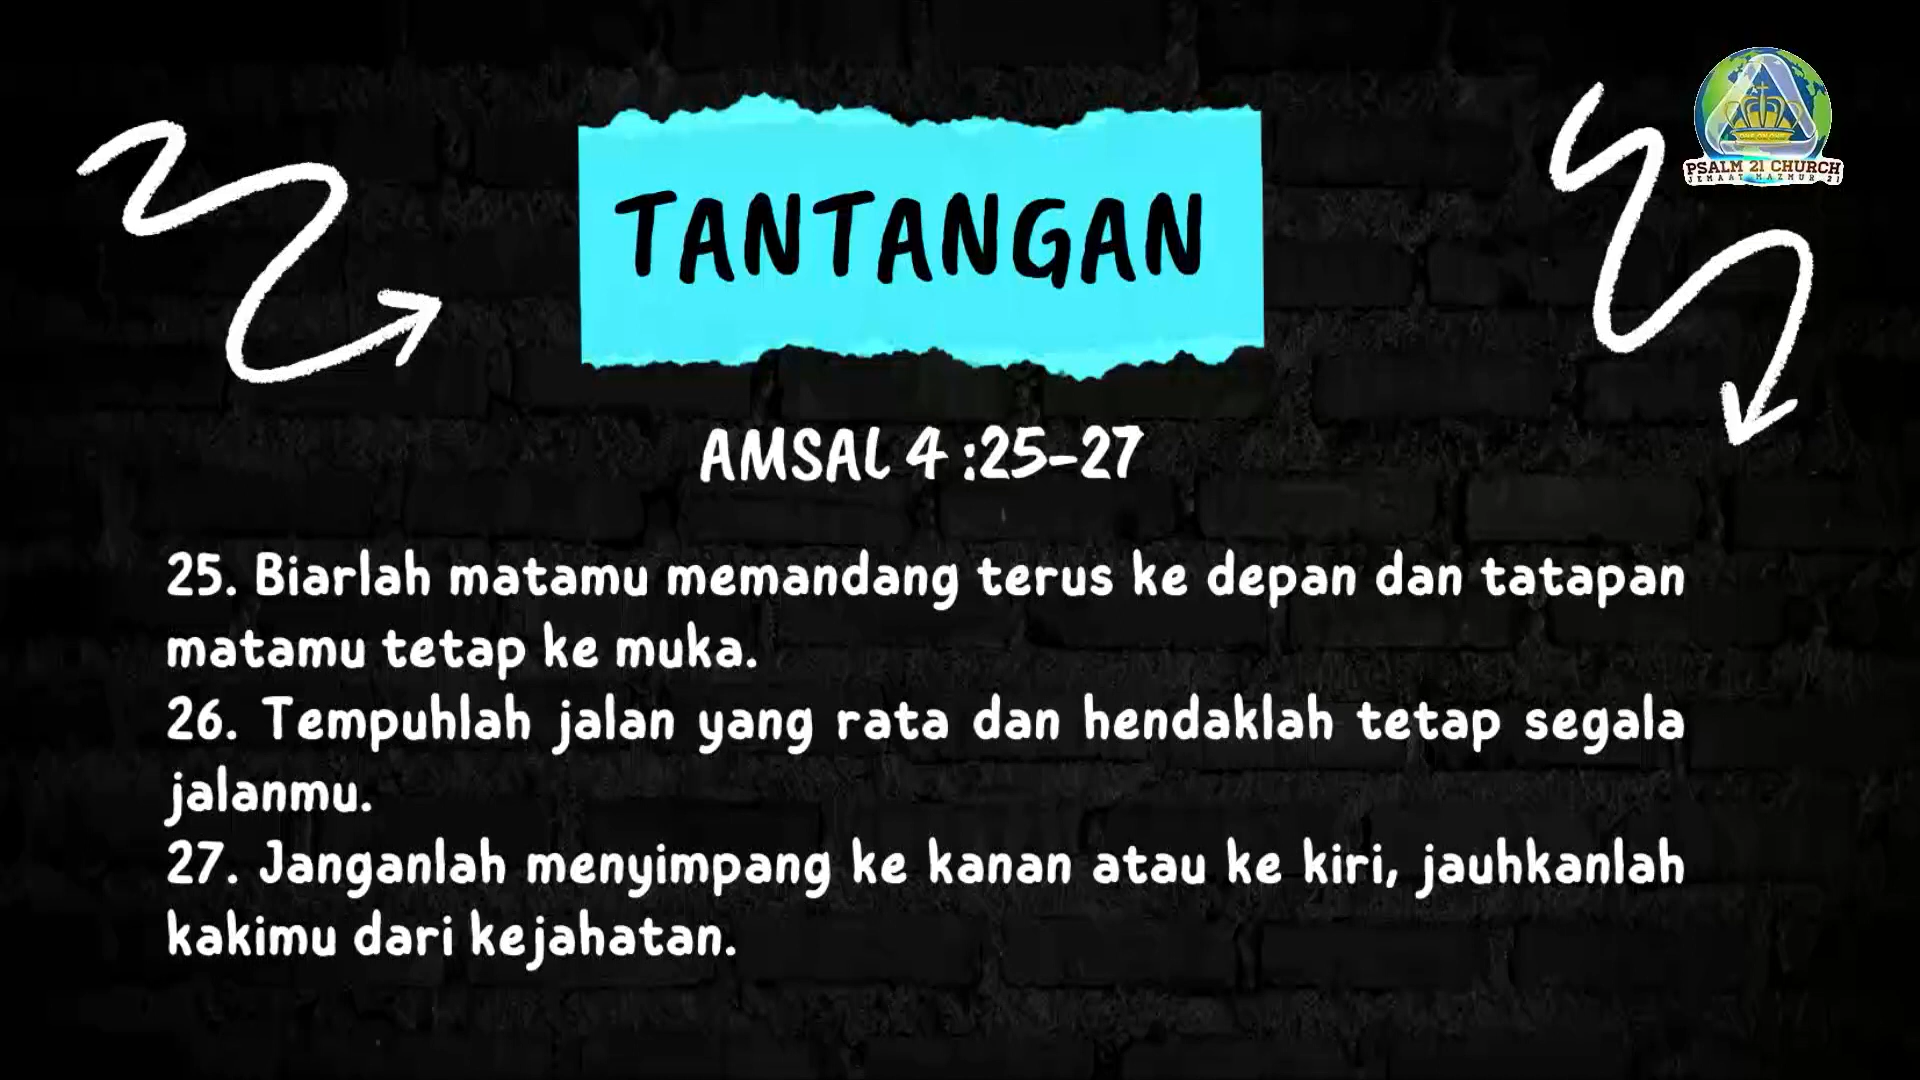 PSALM 21 CHURCH
JEMAAT MAZMUR 21
TANTANGAN
AMSAL 4 :25-27
25. Biarlah matamu memandang terus ke depan dan tatapan
matamu tetap ke muka.
26. Tempuhlah jalan yang rata dan hendaklah tetap segala
jalanmu.
27. Janganlah menyimpang ke kanan atau ke kiri, jauhkanlah
kakimu dari kejahatan.